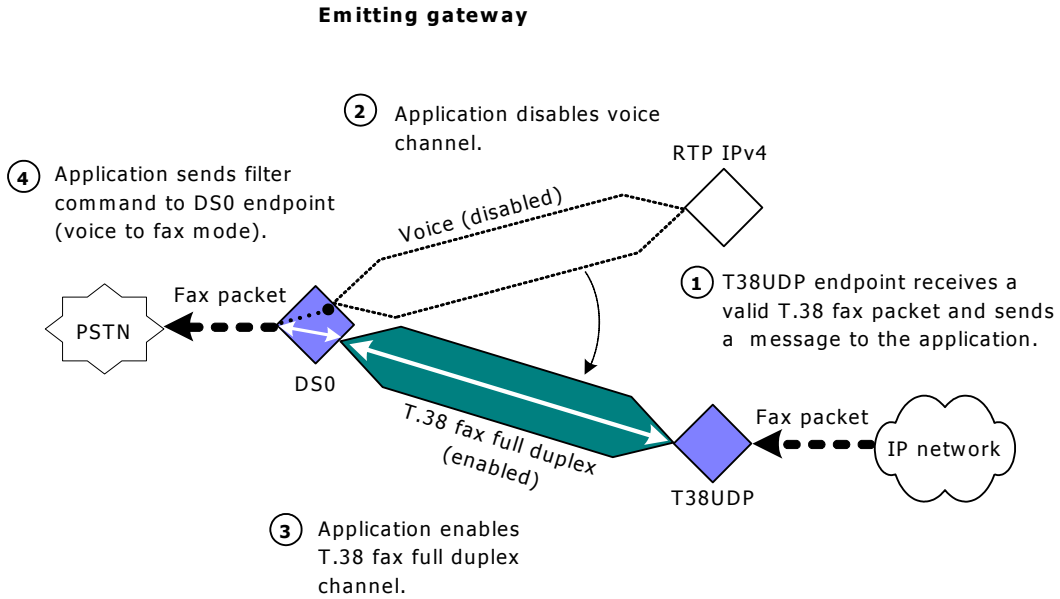 Emitting gateway
2
Application disables voice
channel.
RTP IPv4
4
Application sends filter
command to DS0 endpoint
(voice to fax mode).
Voice (disabled)
1
T38UDP endpoint receives a
valid T.38 fax packet and sends
a message to the application.
Fax packet
PSTN
DS0
T.38 fax full duplex
(enabled)
Fax packet
IP network
T38UDP
3
Application enables
T.38 fax full duplex
channel.